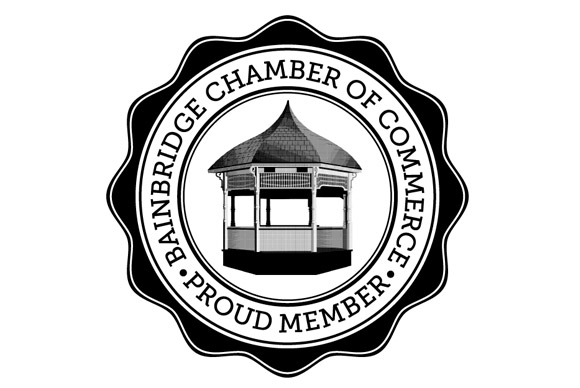 BAINBRIDGE CHAMBER OF COMMERCE
• PROUD MEMBER •